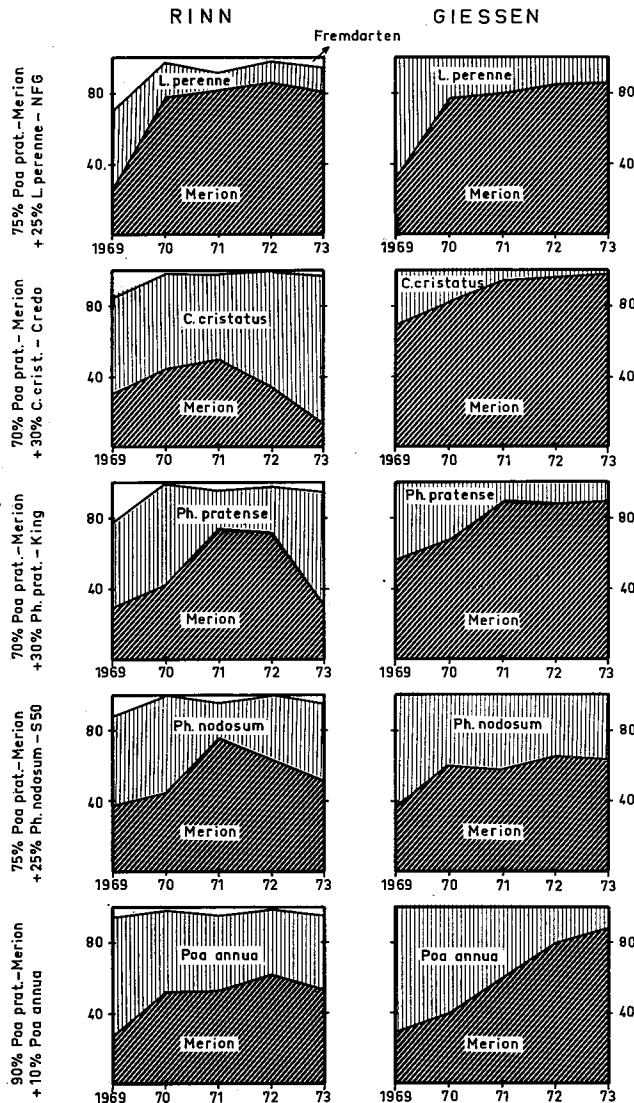 RINN
GIESSEN
Fremdarten
75% Poa prat.-Merion
+25% L.perenne-NFG
80
40.
L. perenne
Merion
1969 70 71 72 73
L.perenne
Merion
80
40
1969 70 71 72 73
70% Poa prat.-Merion
+30% C.crist.-Credo
80
40
C. cristatus
Merion
1969 70 71 72 73
C.cristatus
Merion
80
40
1969 70 71 72 73
70% Poa prat.-Merion
+30% Ph. prat.-King
80
40
Ph. pratense
Merion
1969 70 71 72 73
Ph. pratense
Merion
80
40
1969 70 71 72 73
75% Poa prat.-Merion
+25% Ph. nodosum-S50
80
40
Ph. nodosum
Merion
1969 70 71 72 73
Ph. nodosum
Merion
80
40
1969 70 71 72 73
90% Poa prat.-Merion
+10% Poa annua
80
40
Poa annua
Merion
1969 70 71 72 73
Poa annua
Merion
80
40
1969 70 71 72 73